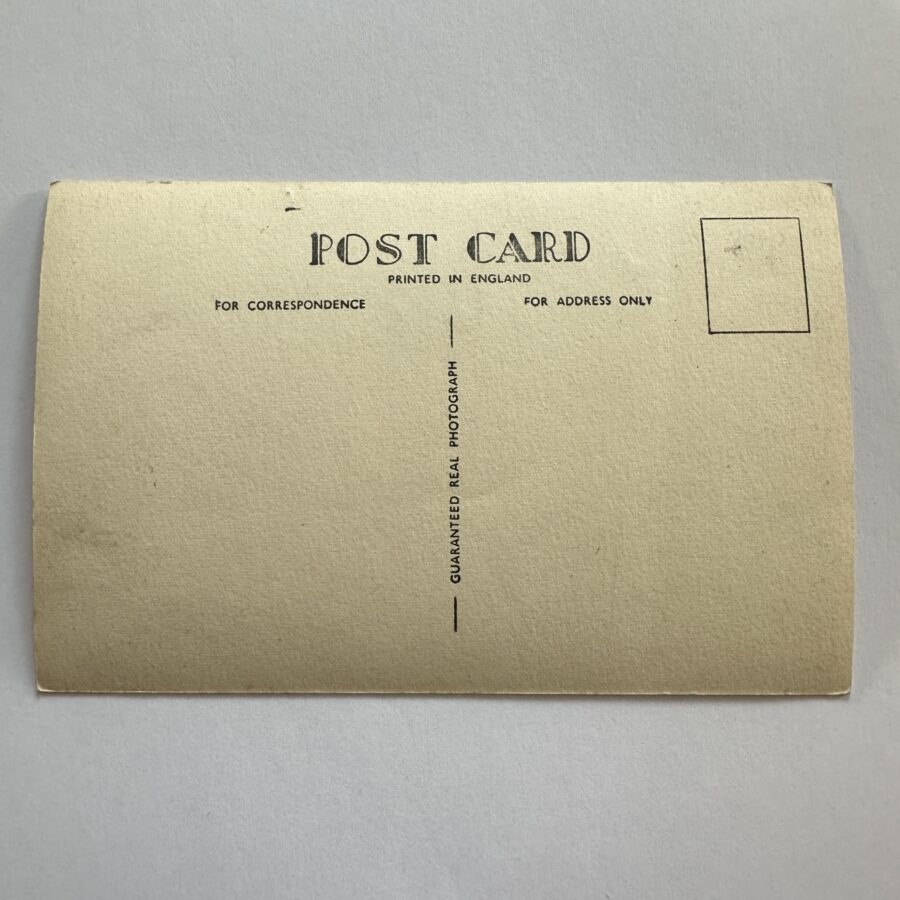 POST CARD
PRINTED IN ENGLAND
FOR CORRESPONDENCE
FOR ADDRESS ONLY
GUARANTEED REAL PHOTOGRAPH